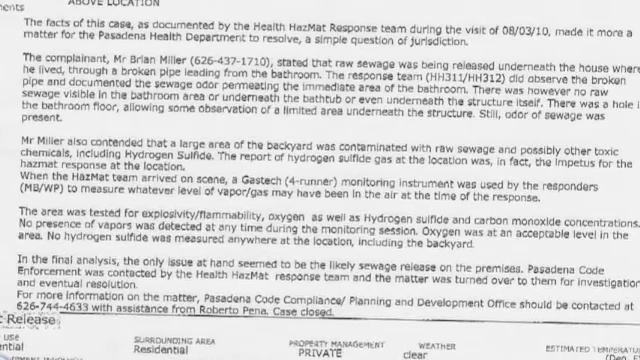 ments
ABOVE LOCATION
The facts of this case, as documented by the Health HazMat Response team during the visit of 08/03/10, made it more a
matter for the Pasadena Health Department to resolve, a simple question of jurisdiction.
The complainant, Mr Brian Miller (626-437-1710), stated that raw sewage was being released underneath the house where
he lived, through a broken pipe leading from the bathroom. The response team (HH311/HH312) did observe the broken
pipe and documented the sewage odor permeating the immediate area of the bathroom. There was however no raw
sewage visible in the bathroom area or underneath the bathtub or even underneath the structure itself. There was a hole i
the bathroom floor, allowing some observation of a limited area underneath the structure. Still, odor of sewage was
present.
Mr Miller also contended that a large area of the backyard was contaminated with raw sewage and possibly other toxic
chemicals, including Hydrogen Sulfide. The report of hydrogen sulfide gas at the location was, in fact, the impetus for the
hazmat response at the location.
When the HazMat team arrived on scene, a Gastech (4-runner) monitoring instrument was used by the responders
(MB/WP) to measure whatever level of vapor/gas may have been in the air at the time of the response.
The area was tested for explosivity/flammability, oxygen as well as Hydrogen sulfide and carbon monoxide concentrations.
No presence of vapors was detected at any time during the monitoring session. Oxygen was at an acceptable level in the
area. No hydrogen sulfide was measured anywhere at the location, including the backyard.
In the final analysis, the only issue at hand seemed to be the likely sewage release on the premises. Pasadena Code
Enforcement was contacted by the Health HazMat response team and the matter was turned over to them for investigation
and eventual resolution.
For more information on the matter, Pasadena Code Compliance/ Planning and Development Office should be contacted at
626-744-4633 with assistance from Roberto Pena. Case closed.
t Release
use
ential
SURROUNDING AREA
Residential
PROPERTY MANAGEMENT
PRIVATE
WEATHER
clear
ESTIMATED TEMPERATU